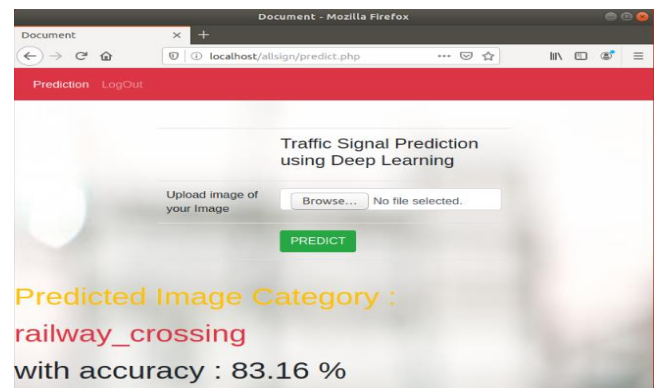 Document - Mozilla Firefox
Document
localhost/allsign/predict.php
Prediction LogOut
Traffic Signal Prediction
using Deep Learning
Upload image of
your Image
Browse... No file selected.
PREDICT
Predicted Image Category :
railway_crossing
with accuracy : 83.16 %